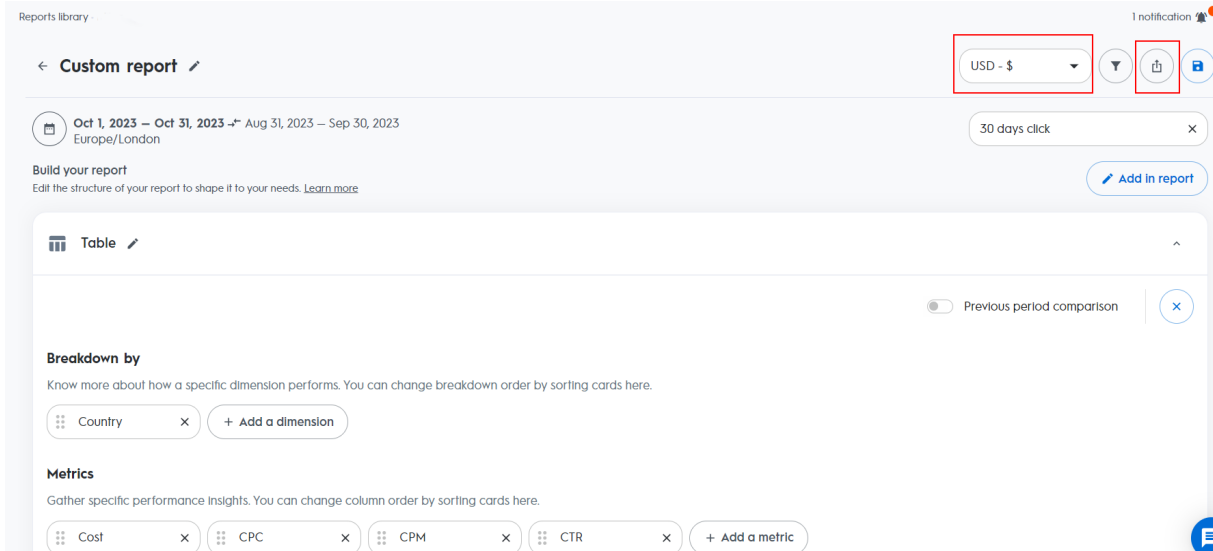 Reports library
1 notification
Custom report
USD - $
Oct 1, 2023 — Oct 31, 2023 Aug 31, 2023 — Sep 30, 2023
Europe/London
30 days click
Build your report
Edit the structure of your report to shape it to your needs. Learn more
Add in report
Table
Previous period comparison
Breakdown by
Know more about how a specific dimension performs. You can change breakdown order by sorting cards here.
Country
+ Add a dimension
Metrics
Gather specific performance insights. You can change column order by sorting cards here.
Cost
CPC
CPM
CTR
+ Add a metric